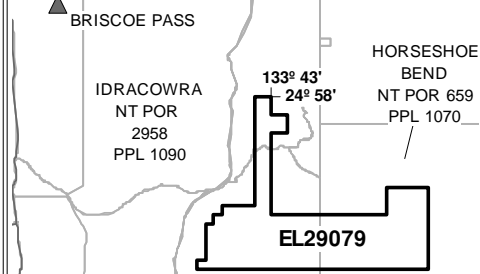 BRISCOE PASS
IDRACOWRA
NT POR
2958
PPL 1090
133º 43'
24º 58'
HORSESHOE
BEND
NT POR 659
PPL 1070
EL29079